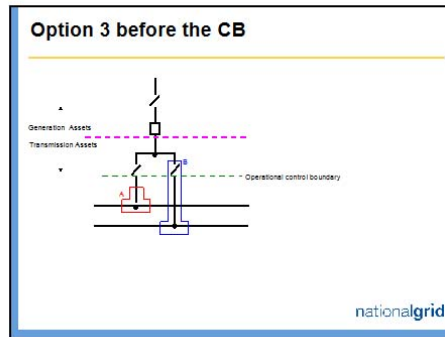 Option 3 before the CB
Generation Assets
Transmission Assets
B
Operational control boundary
A
nationalgrid